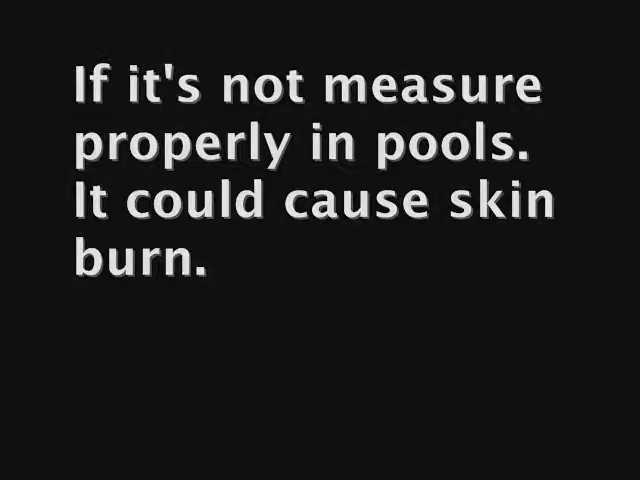 If it's not measure
properly in pools.
It could cause skin
burn.